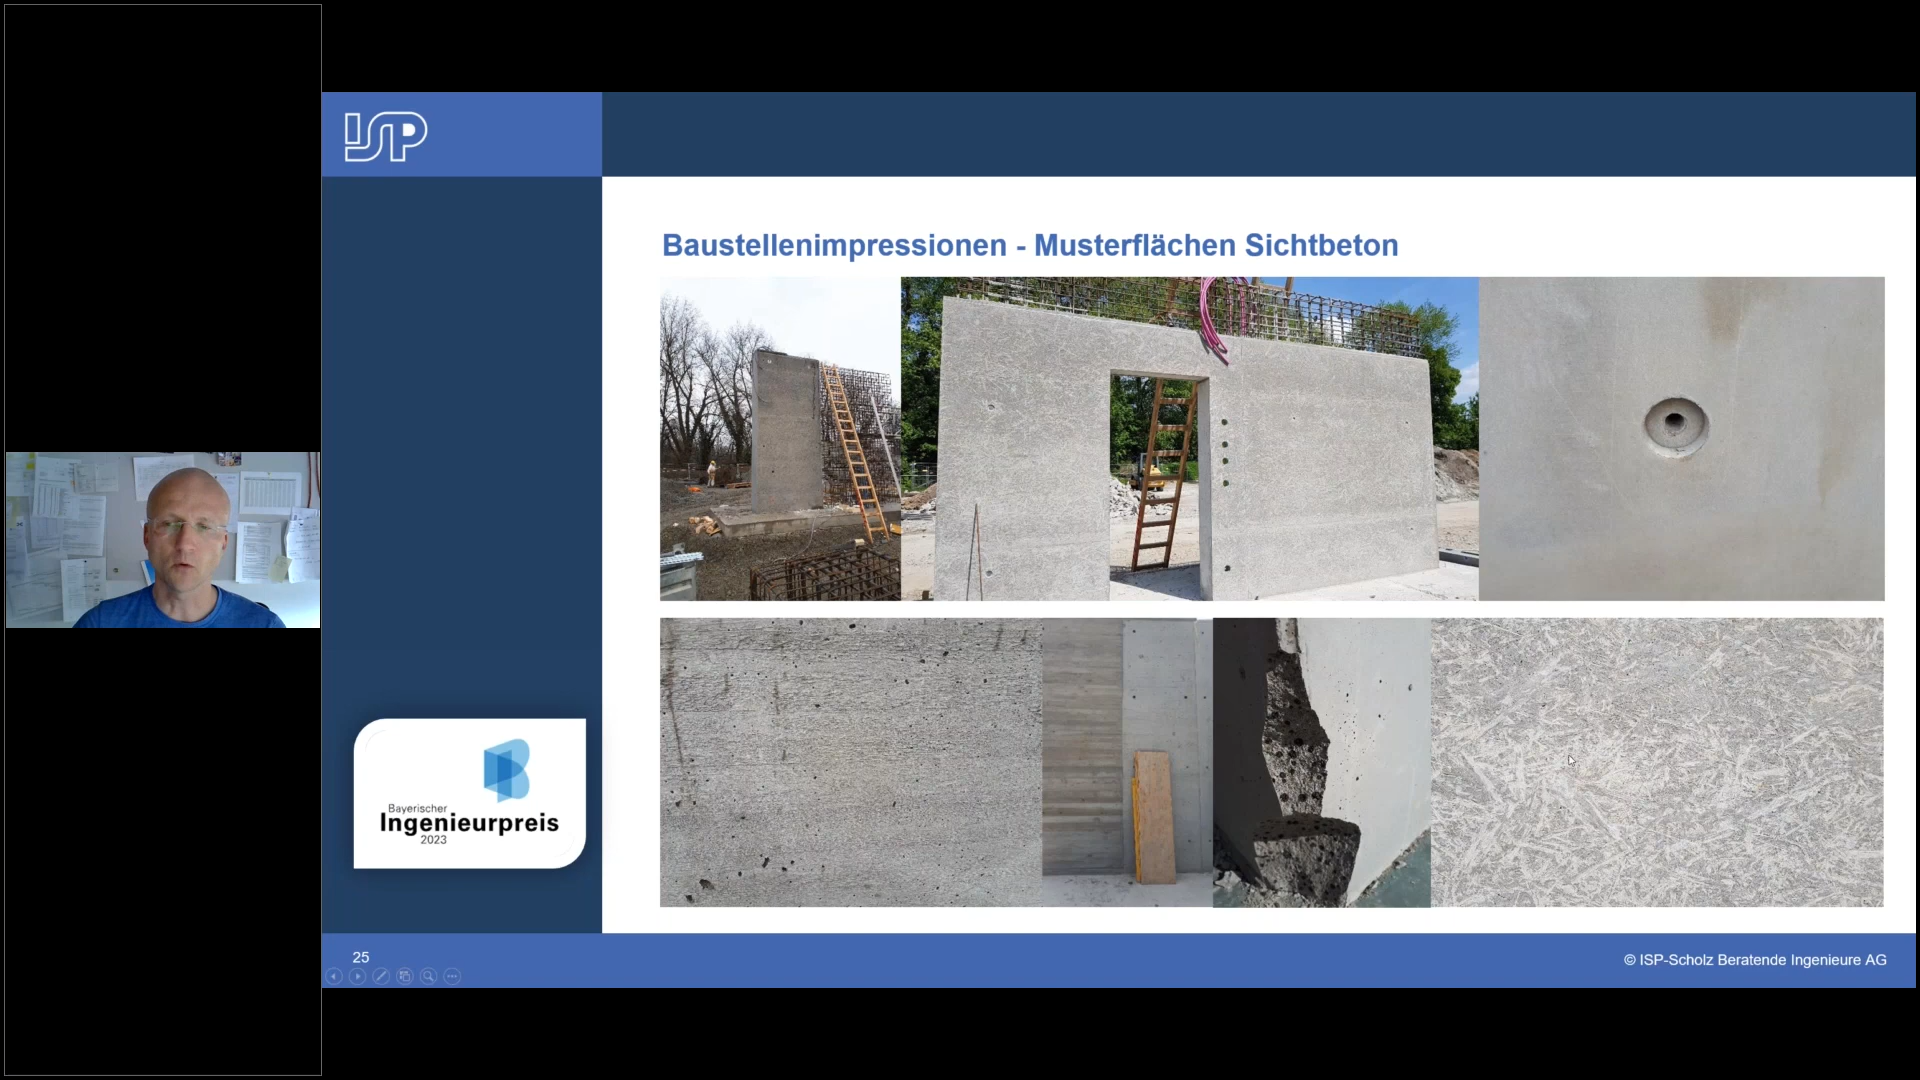 ISP
Baustellenimpressionen - Musterflächen Sichtbeton
Bayerischer
Ingenieurpreis
2023
25
© ISP-Scholz Beratende Ingenieure AG